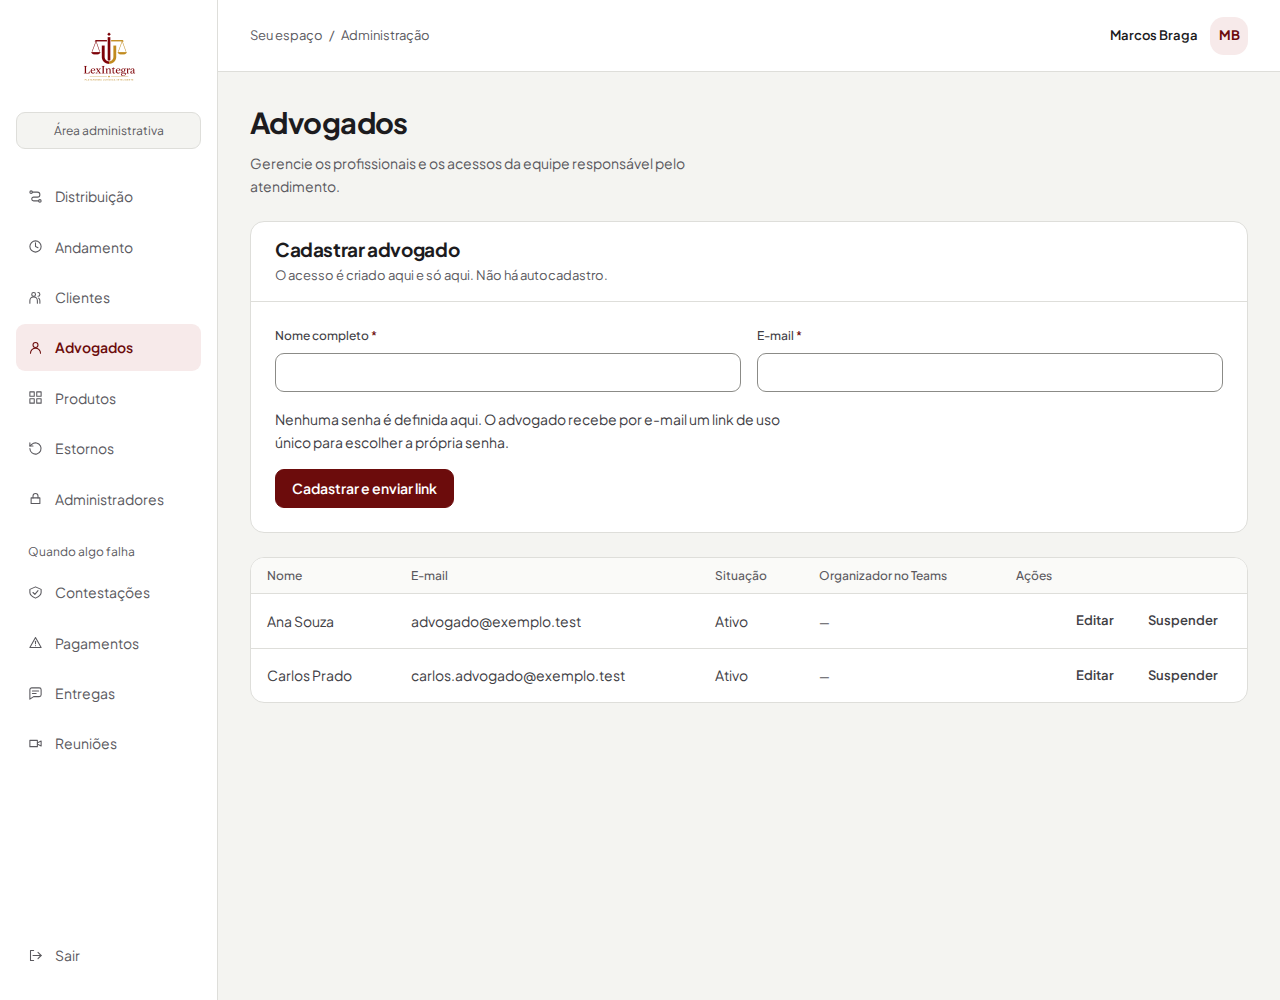 LexIntegra
Seu espaço / Administração
Marcos Braga
MB
Área administrativa
Distribuição
Andamento
Clientes
Advogados
Produtos
Estornos
Administradores
Quando algo falha
Contestações
Pagamentos
Entregas
Reuniões
Sair
Advogados
Gerencie os profissionais e os acessos da equipe responsável pelo
atendimento.
Cadastrar advogado
O acesso é criado aqui e só aqui. Não há autocadastro.
Nome completo *
E-mail *
Nenhuma senha é definida aqui. O advogado recebe por e-mail um link de uso
único para escolher a própria senha.
Cadastrar e enviar link
Nome E-mail Situação Organizador no Teams Ações
Ana Souza advogado@exemplo.test Ativo — Editar Suspender
Carlos Prado carlos.advogado@exemplo.test Ativo — Editar Suspender